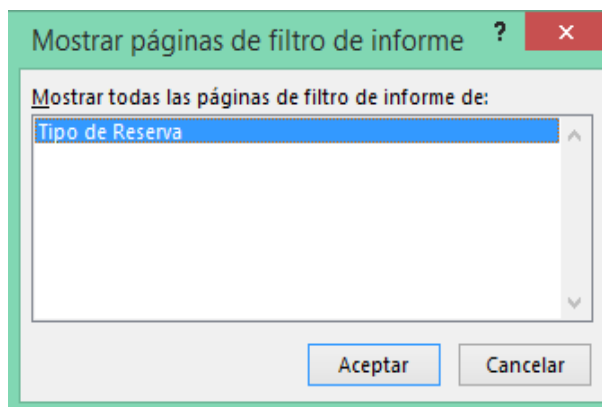 Mostrar páginas de filtro de informe ? ×
Mostrar todas las páginas de filtro de informe de:
Tipo de Reserva
Aceptar Cancelar